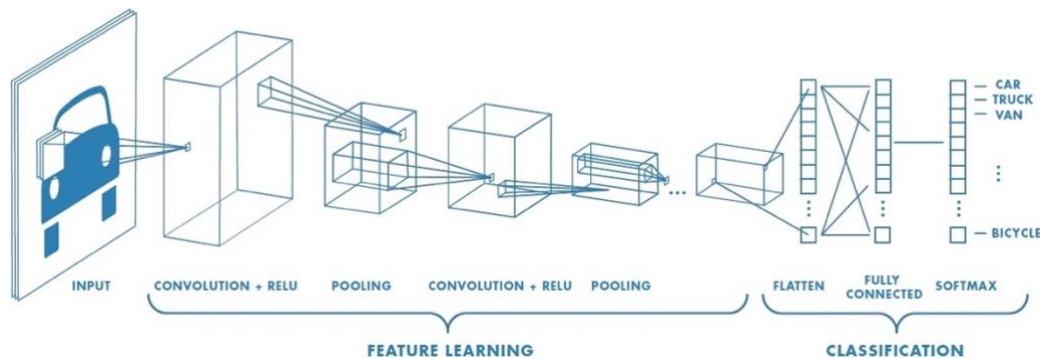 CAR
TRUCK
VAN
BICYCLE
INPUT
CONVOLUTION + RELU
POOLING
CONVOLUTION + RELU
POOLING
FLATTEN
FULLY
CONNECTED
SOFTMAX
FEATURE LEARNING
CLASSIFICATION